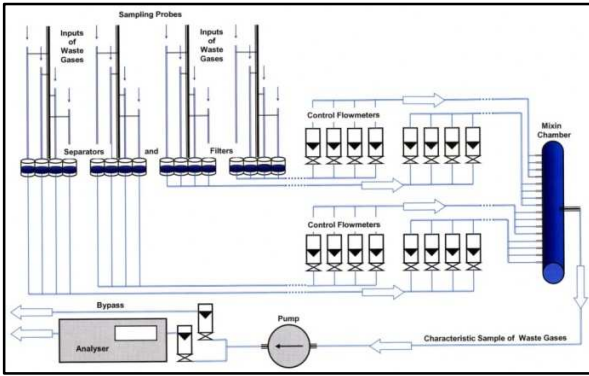 Sampling Probes
Inputs
of
Waste
Gases
Inputs
of
Waste
Gases
Separators and Filters
Control Flowmeters
Mixin
Chamber
Control Flowmeters
Bypass
Analyser
Pump
Characteristic Sample of Waste Gases